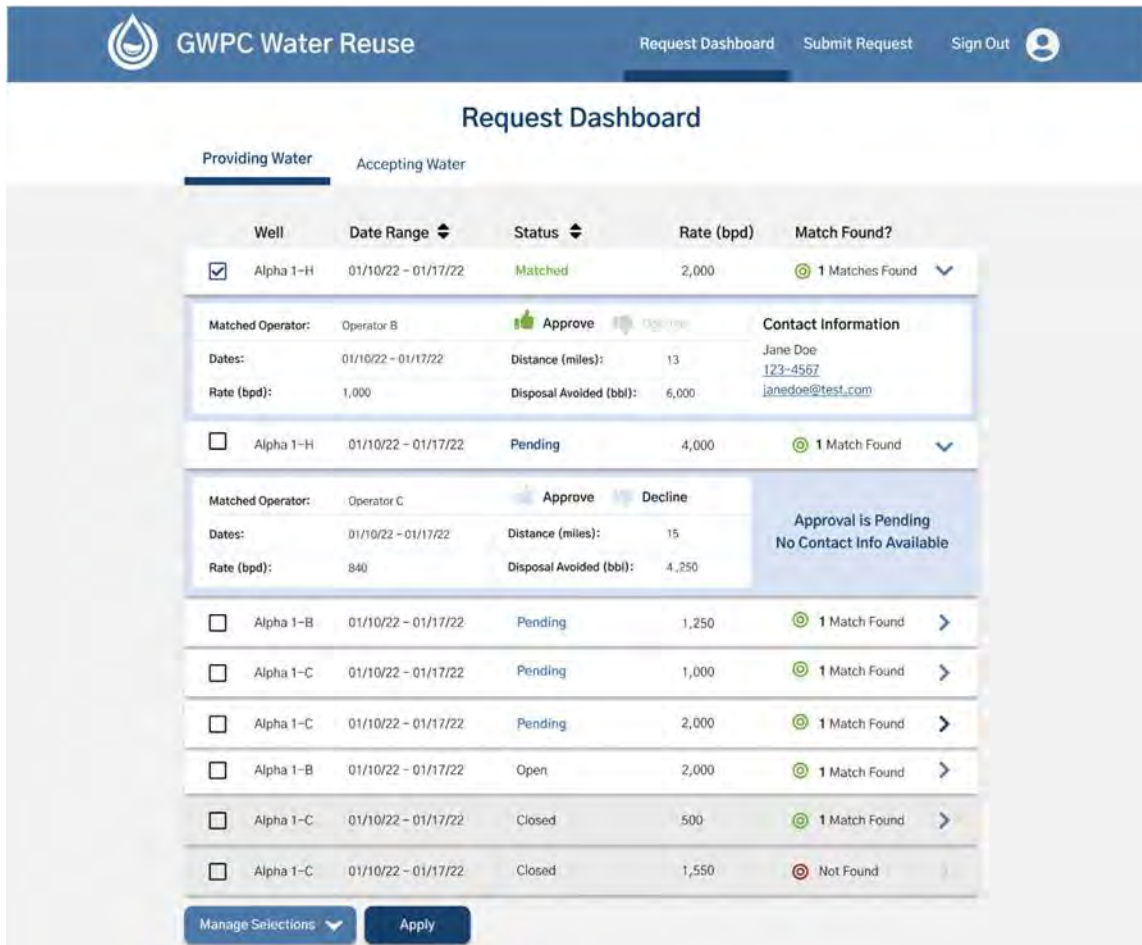 GWPC Water Reuse Request Dashboard Submit Request Sign Out
Request Dashboard
Providing Water Accepting Water
Well Date Range Status Rate (bpd) Match Found?
Alpha 1-H 01/10/22 - 01/17/22 Matched 2,000 1 Matches Found
Matched Operator: Operator B Approve Decline Contact Information
Jane Doe
Dates: 01/10/22 - 01/17/22 Distance (miles): 13 123-4567
Rate (bpd): 1,000 Disposal Avoided (bbl): 6,000 janedoe@test.com
Alpha 1-H 01/10/22 - 01/17/22 Pending 4,000 1 Match Found
Matched Operator: Operator C Approve Decline
Approval is Pending
Dates: 01/10/22 - 01/17/22 Distance (miles): 15 No Contact Info Available
Rate (bpd): 840 Disposal Avoided (bbl): 4,250
Alpha 1-B 01/10/22 - 01/17/22 Pending 1,250 1 Match Found
Alpha 1-C 01/10/22 - 01/17/22 Pending 1,000 1 Match Found
Alpha 1-C 01/10/22 - 01/17/22 Pending 2,000 1 Match Found
Alpha 1-B 01/10/22 - 01/17/22 Open 2,000 1 Match Found
Alpha 1-C 01/10/22 - 01/17/22 Closed 500 1 Match Found
Alpha 1-C 01/10/22 - 01/17/22 Closed 1,550 Not Found
Manage Selections Apply